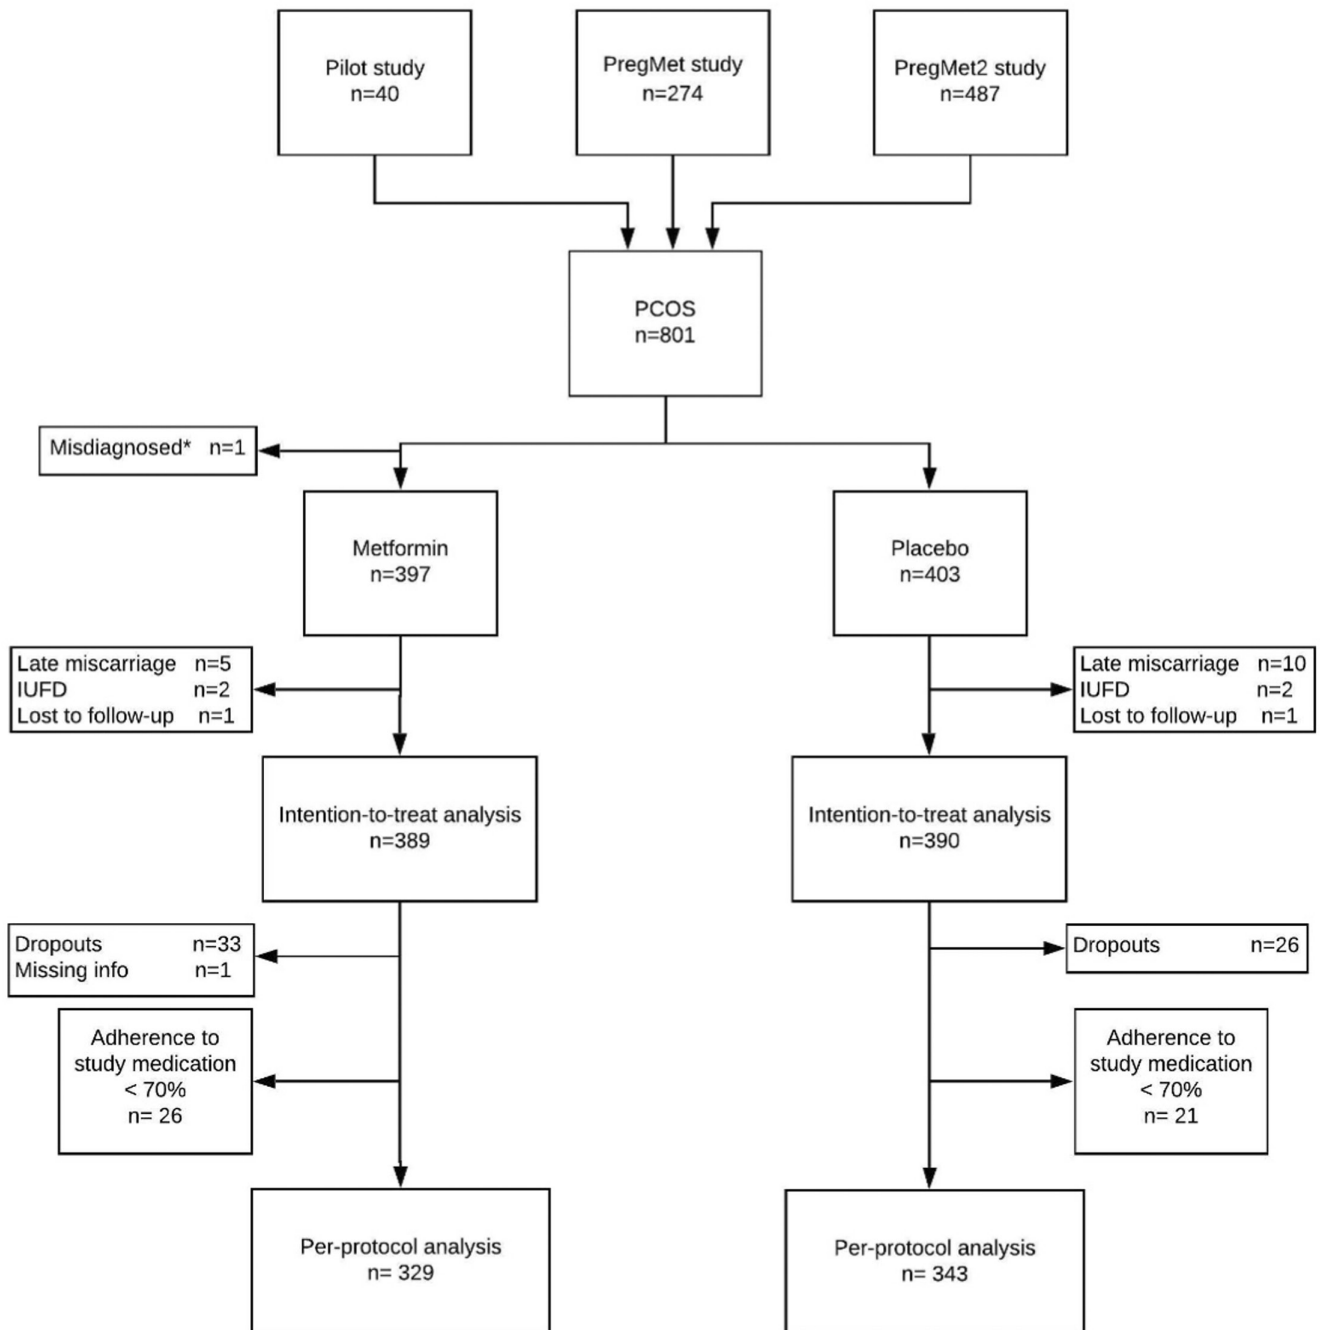 Pilot study
n=40
PregMet study
n=274
PregMet2 study
n=487
PCOS
n=801
Misdiagnosed* n=1
Metformin
n=397
Placebo
n=403
Late miscarriage n=5
IUFD n=2
Lost to follow-up n=1
Late miscarriage n=10
IUFD n=2
Lost to follow-up n=1
Intention-to-treat analysis
n=389
Intention-to-treat analysis
n=390
Dropouts n=33
Missing info n=1
Dropouts n=26
Adherence to
study medication
< 70%
n= 26
Adherence to
study medication
< 70%
n= 21
Per-protocol analysis
n= 329
Per-protocol analysis
n= 343